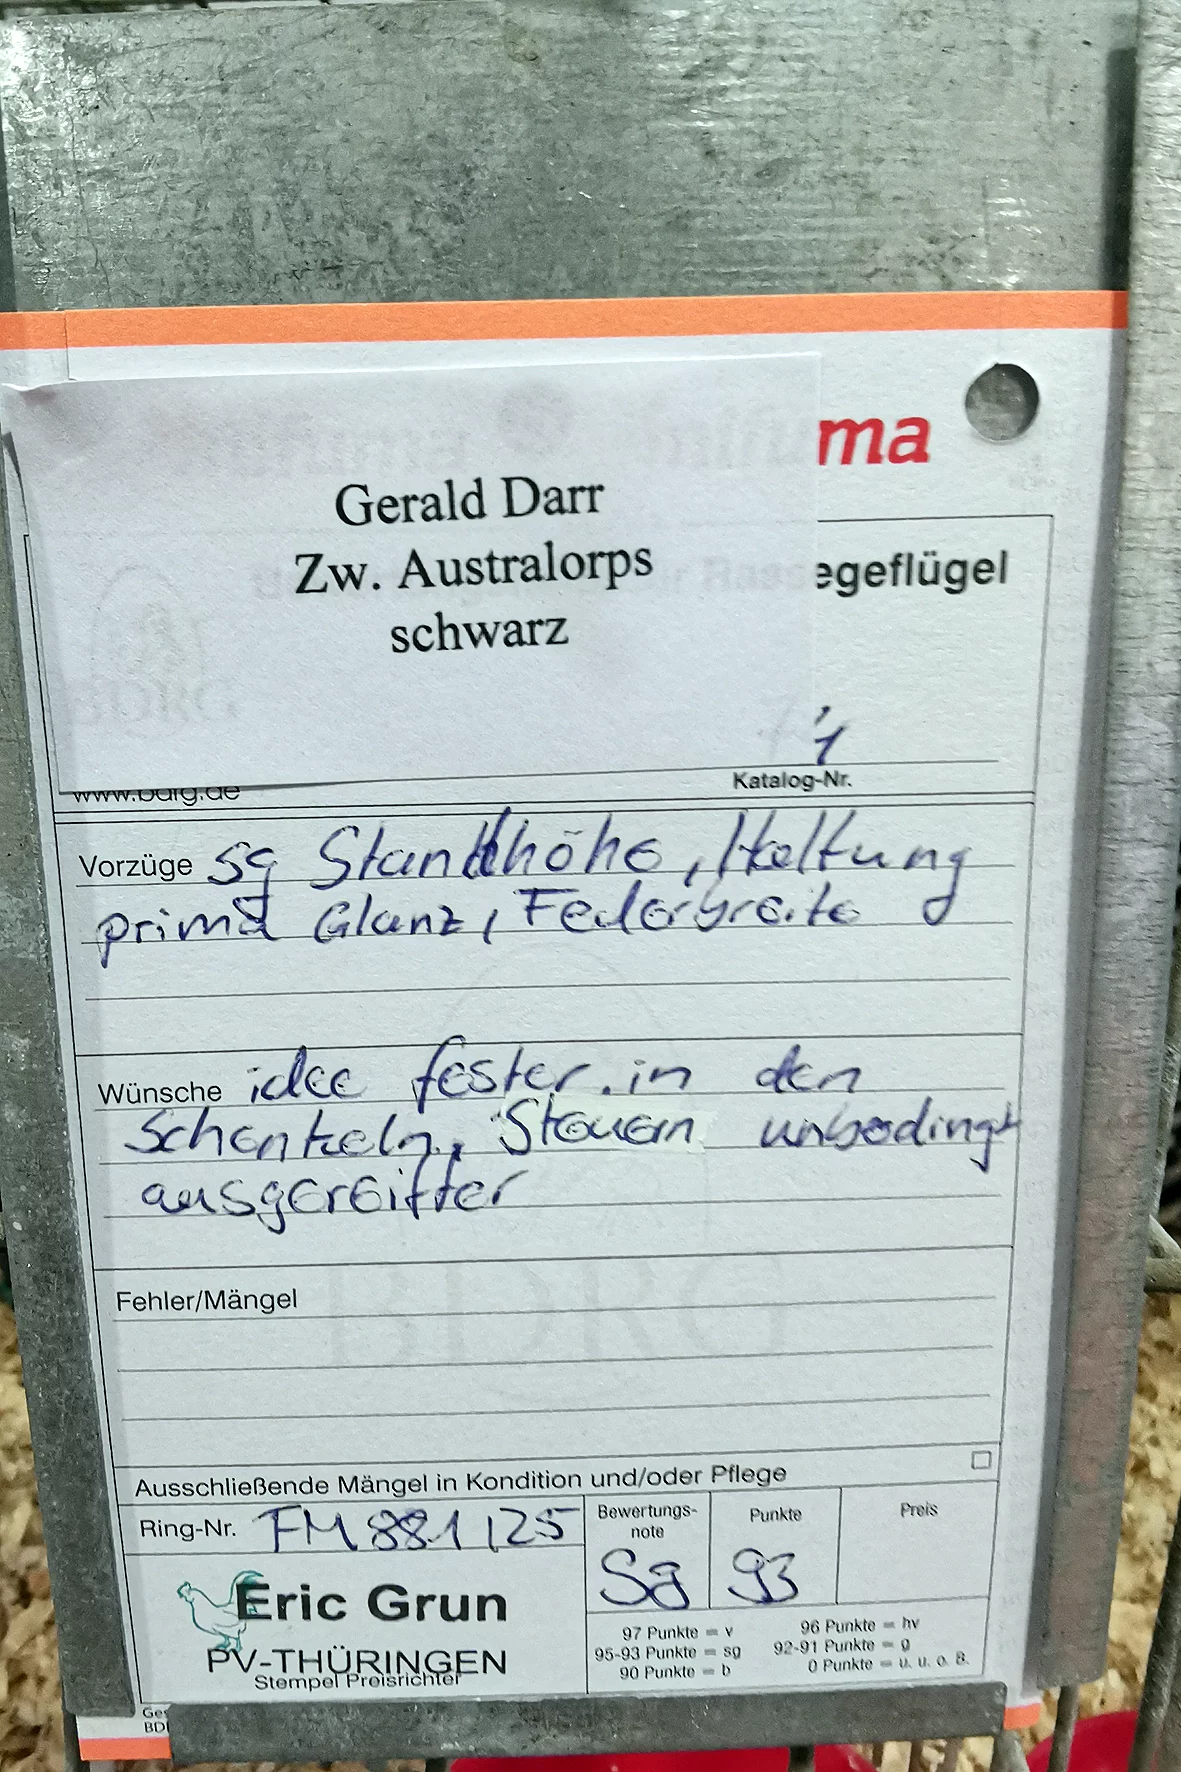 ma
Gerald Darr
Zw. Australorps
schwarz
egeflügel
www.bdrg.de
Katalog-Nr.
Vorzüge sg Standhöhe, Haltung
prima Glanz, Federbreite
Wünsche idee fester in den
Schenkeln, Steuern unbedingt
ausgereifter
Fehler/Mängel
BDRG
Ausschließende Mängel in Kondition und/oder Pflege
Ring-Nr. FM 881 125
Bewertungs-
note
Sg
Punkte
93
Preis
Eric Grun
PV-THÜRINGEN
Stempel Preisrichter
97 Punkte = v 96 Punkte = hv
95-93 Punkte = sg 92-91 Punkte = g
90 Punkte = b 0 Punkte = u. u. o. B.